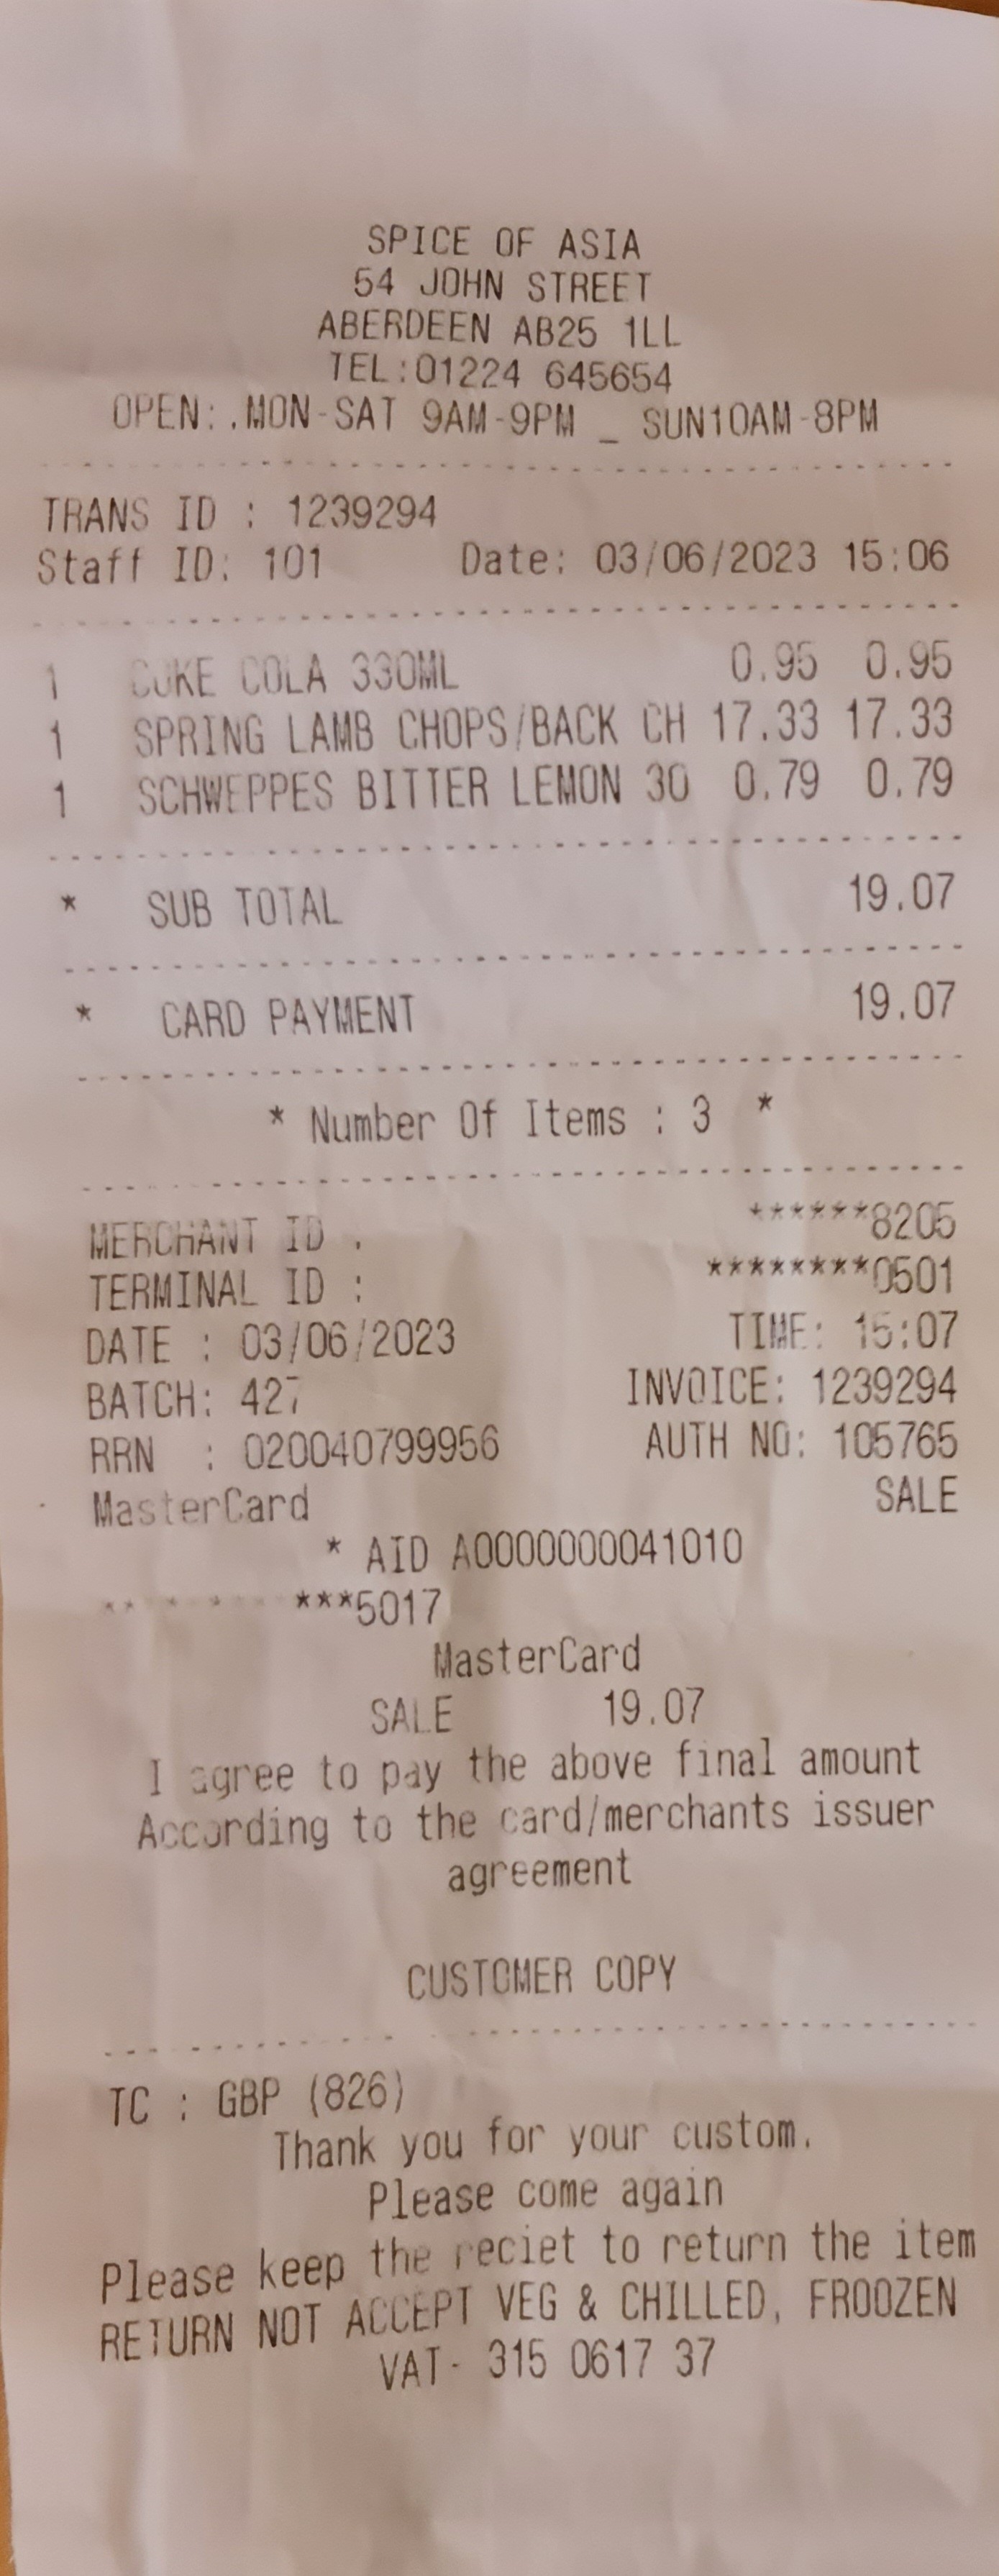 SPICE OF ASIA
54 JOHN STREET
ABERDEEN AB25 1LL
TEL:01224 645654
OPEN:.MON-SAT 9AM-9PM _ SUN10AM-8PM
TRANS ID : 1239294
Staff ID: 101 Date: 03/06/2023 15:06
1 COKE COLA 330ML 0.95 0.95
1 SPRING LAMB CHOPS/BACK CH 17.33 17.33
1 SCHWEPPES BITTER LEMON 30 0.79 0.79
* SUB TOTAL 19.07
* CARD PAYMENT 19.07
* Number Of Items : 3 *
MERCHANT ID : ******8205
TERMINAL ID : ********0501
DATE : 03/06/2023 TIME: 15:07
BATCH: 427 INVOICE: 1239294
RRN : 020040799956 AUTH NO: 105765
MasterCard SALE
* AID A0000000041010
** * * ***5017
MasterCard
SALE 19.07
I agree to pay the above final amount
According to the card/merchants issuer
agreement
CUSTOMER COPY
TC : GBP (826)
Thank you for your custom.
Please come again
Please keep the reciet to return the item
RETURN NOT ACCEPT VEG & CHILLED, FROOZEN
VAT- 315 0617 37